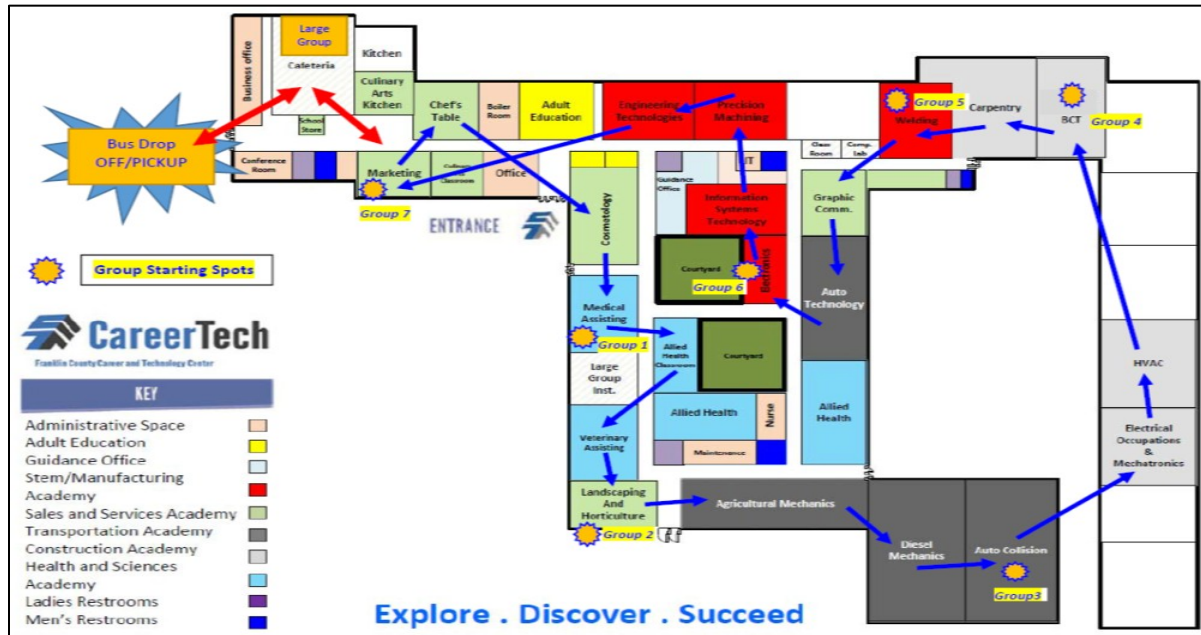 Large
Group
Cafeteria
Business office
Kitchen
Culinary
Arts
Kitchen
School
Store
Chef's
Table
Boiler
Room
Adult
Education
Engineering
Technologies
Precision
Machining
Group 5
Welding
Carpentry
BCT
Group 4
Bus Drop
OFF/PICKUP
Conference
Room
Marketing
Group 7
Classroom
Office
ENTRANCE
Class
Room
Comp.
Lab
Guidance
Office
IT
Information
Systems
Technology
Graphic
Comm.
Cosmetology
Courtyard
Electronics
Group 6
Auto
Technology
Group Starting Spots
Medical
Assisting
Group 1
Allied
Health
Classroom
Courtyard
Large
Group
Inst.
HVAC
CareerTech
Franklin County Career and Technology Center
KEY
Administrative Space
Adult Education
Guidance Office
Stem/Manufacturing
Academy
Sales and Services Academy
Transportation Academy
Construction Academy
Health and Sciences
Academy
Ladies Restrooms
Men's Restrooms
Allied Health
Nurse
Allied
Health
Veterinary
Assisting
Maintenance
Electrical
Occupations
&
Mechatronics
Landscaping
And
Horticulture
Group 2
Agricultural Mechanics
Diesel
Mechanics
Auto Collision
Group3
Explore . Discover . Succeed